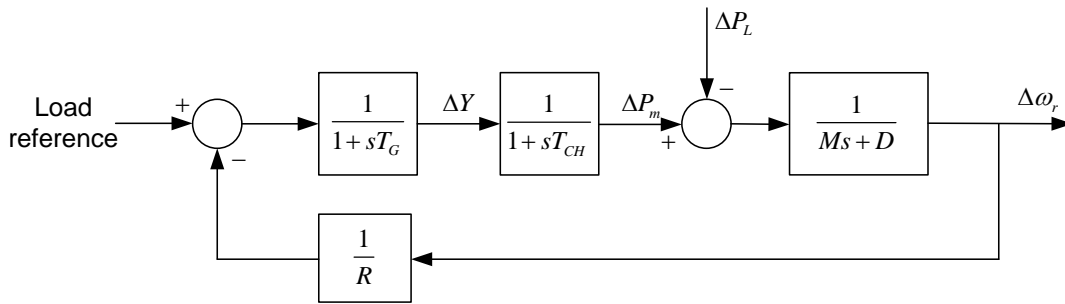 ΔP_L
+
Load reference
−
1/(1 + sT_G)
ΔY
1/(1 + sT_CH)
ΔP_m
+
−
1/(Ms + D)
Δω_r
1/R